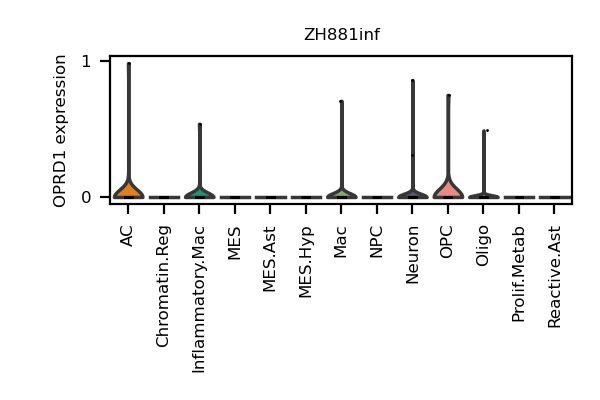 ZH881inf
OPRD1 expression
1
0
AC
Chromatin.Reg
Inflammatory.Mac
MES
MES.Ast
MES.Hyp
Mac
NPC
Neuron
OPC
Oligo
Prolif.Metab
Reactive.Ast